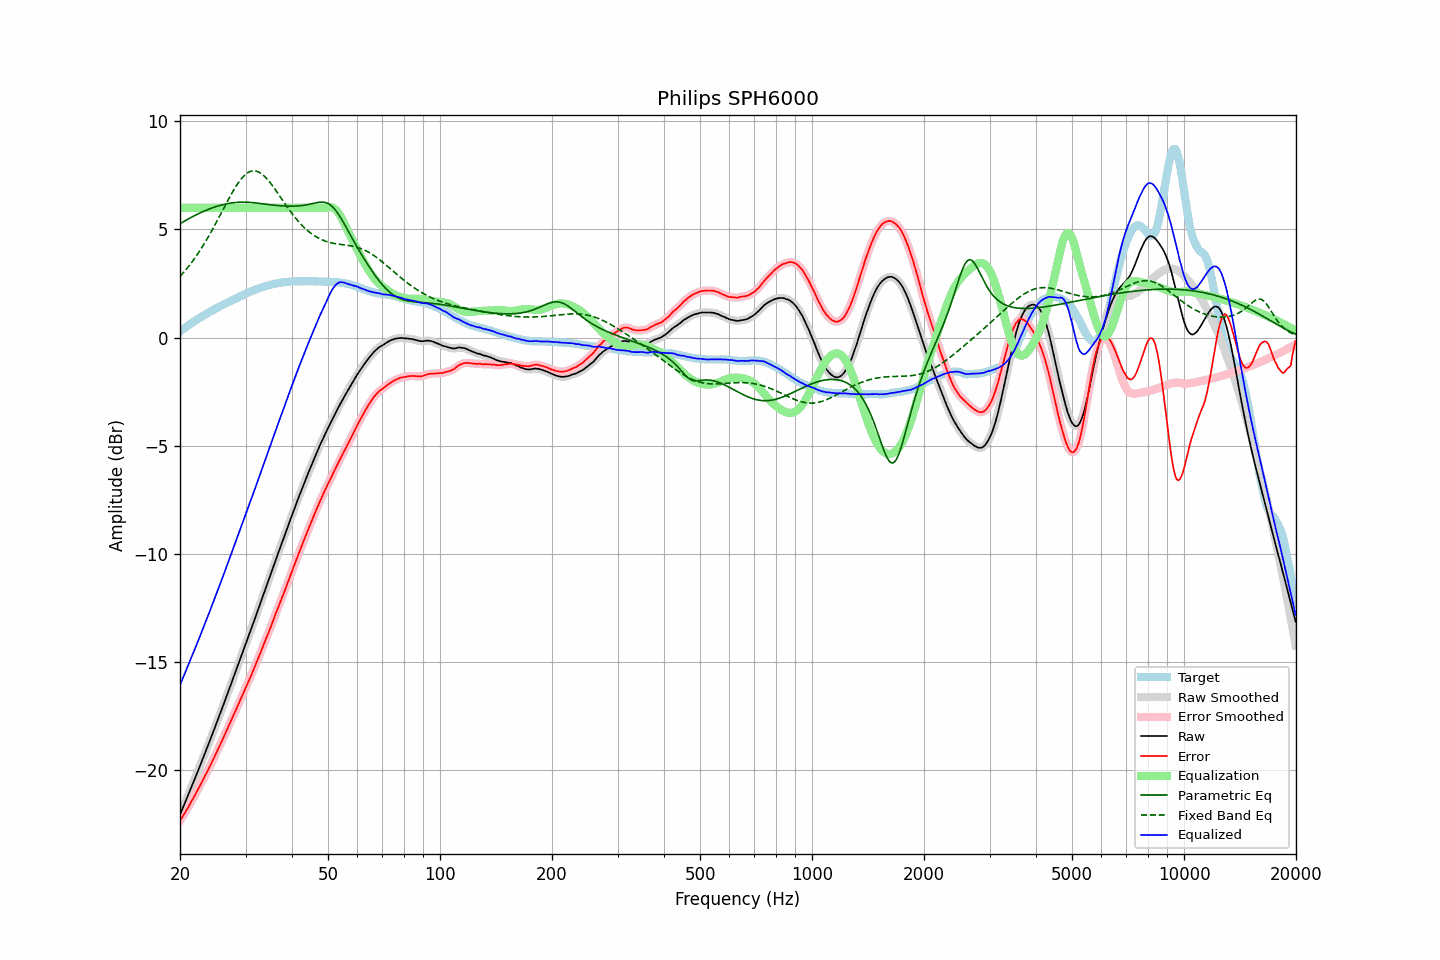 Philips SPH6000
Amplitude (dBr)
10
5
0
−5
−10
−15
−20
20
50
100
200
500
1000
2000
5000
10000
20000
Frequency (Hz)
Target
Raw Smoothed
Error Smoothed
Raw
Error
Equalization
Parametric Eq
Fixed Band Eq
Equalized